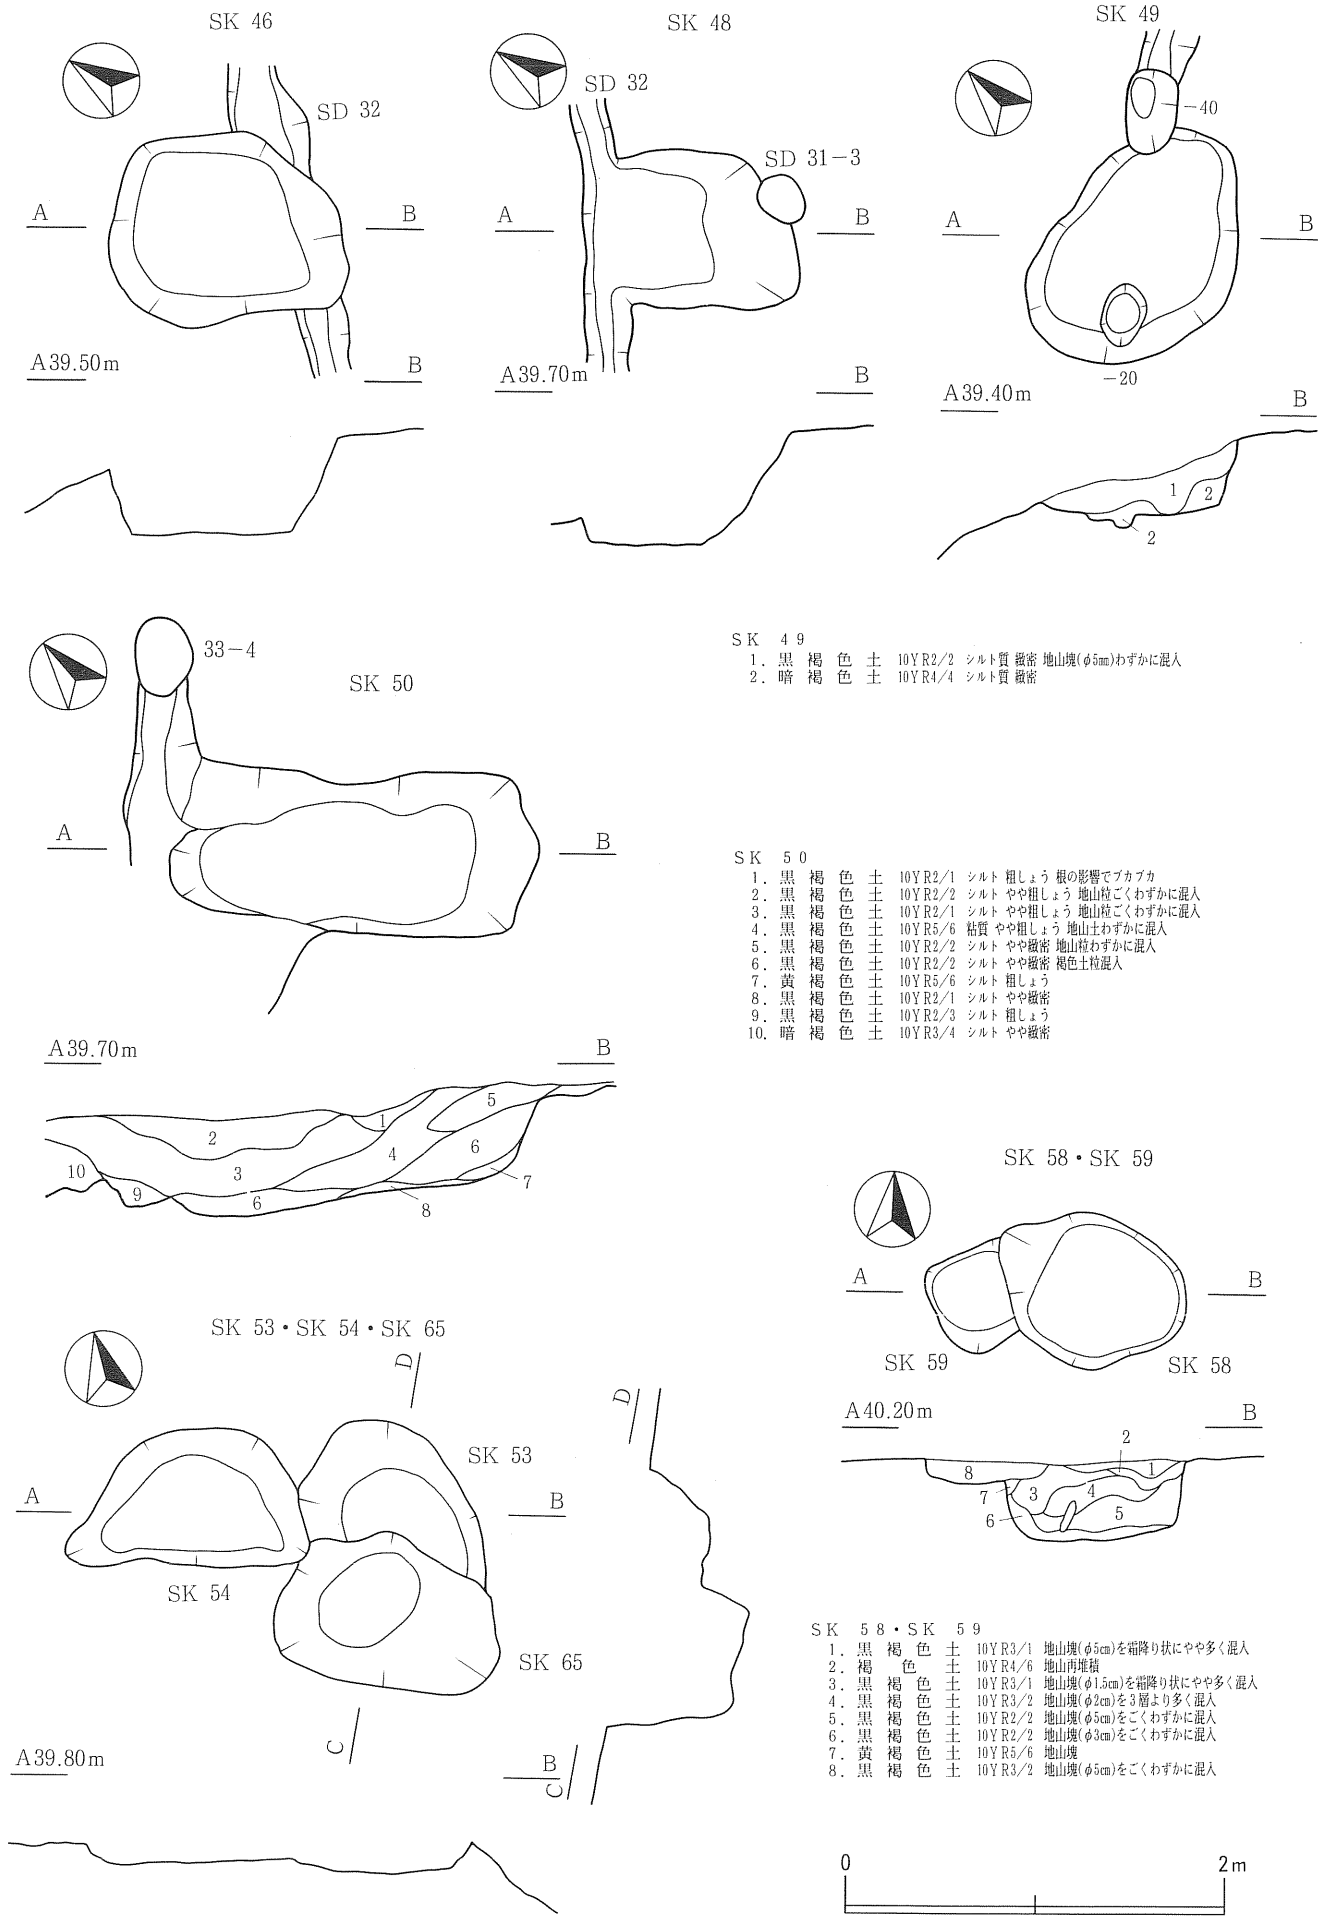 SK 46
SD 32
A
B
A39.50m
B
SK 48
SD 32
SD 31-3
A
B
A39.70m
B
SK 49
-40
A
B
-20
A39.40m
B
1
2
2
33-4
SK 50
A
B
A39.70m
B
1
2
3
4
5
6
6
7
8
9
10
SK 49
1. 黒褐色土 10YR2/2 シルト質 緻密 地山塊(φ5㎜)わずかに混入
2. 暗褐色土 10YR4/4 シルト質 緻密
SK 50
1. 黒褐色土 10YR2/1 シルト 粗しょう 根の影響でブカブカ
2. 黒褐色土 10YR2/2 シルト やや粗しょう 地山粒ごくわずかに混入
3. 黒褐色土 10YR2/1 シルト やや粗しょう 地山粒ごくわずかに混入
4. 黒褐色土 10YR5/6 粘質 やや粗しょう 地山土わずかに混入
5. 黒褐色土 10YR2/2 シルト やや緻密 地山粒わずかに混入
6. 黒褐色土 10YR2/2 シルト やや緻密 褐色土粒混入
7. 黄褐色土 10YR5/6 シルト 粗しょう
8. 黒褐色土 10YR2/1 シルト やや緻密
9. 黒褐色土 10YR2/3 シルト 粗しょう
10. 暗褐色土 10YR3/4 シルト やや緻密
SK 53・SK 54・SK 65
D
D
SK 53
A
B
SK 54
SK 65
C
C
A39.80m
B
SK 58・SK 59
A
B
SK 59
SK 58
A40.20m
B
2
8
1
7
3
4
6
5
SK 58・SK 59
1. 黒褐色土 10YR3/1 地山塊(φ5㎝)を霜降り状にやや多く混入
2. 褐色土 10YR4/6 地山再堆積
3. 黒褐色土 10YR3/1 地山塊(φ1.5㎝)を霜降り状にやや多く混入
4. 黒褐色土 10YR3/2 地山塊(φ2㎝)を3層より多く混入
5. 黒褐色土 10YR2/2 地山塊(φ5㎝)をごくわずかに混入
6. 黒褐色土 10YR2/2 地山塊(φ3㎝)をごくわずかに混入
7. 黄褐色土 10YR5/6 地山塊
8. 黒褐色土 10YR3/2 地山塊(φ5㎝)をごくわずかに混入
0 2m